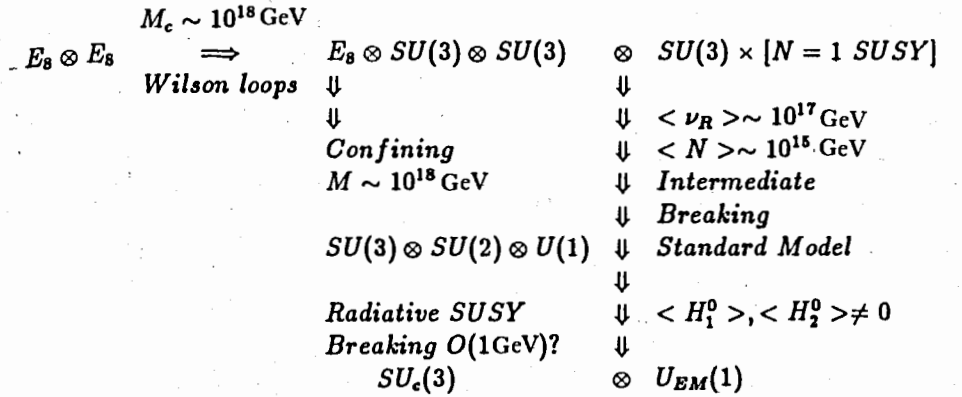 M_c ∼ 10^18 GeV
E_8 ⊗ E_8 ⟹ E_8 ⊗ SU(3) ⊗ SU(3) ⊗ SU(3) × [N = 1 SUSY]
Wilson loops ⇓ ⇓
⇓ ⇓ < ν_R > ∼ 10^17 GeV
Confining ⇓ < N > ∼ 10^15 GeV
M ∼ 10^18 GeV ⇓ Intermediate
⇓ Breaking
SU(3) ⊗ SU(2) ⊗ U(1) ⇓ Standard Model
⇓
Radiative SUSY ⇓ < H_1^0 >, < H_2^0 > ≠ 0
Breaking O(1GeV)? ⇓
SU_c(3) ⊗ U_EM(1)